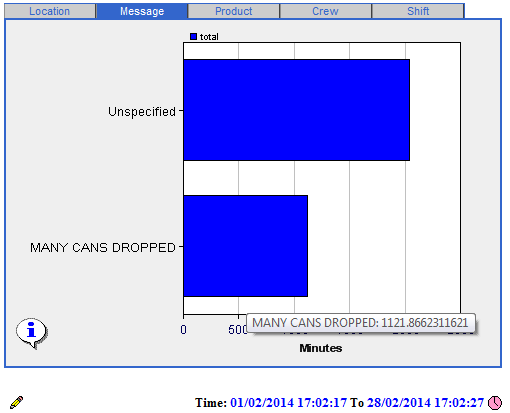 Location Message Product Crew Shift
total
Unspecified
MANY CANS DROPPED
MANY CANS DROPPED: 1121.8662311621
0 500
Minutes
Time: 01/02/2014 17:02:17 To 28/02/2014 17:02:27